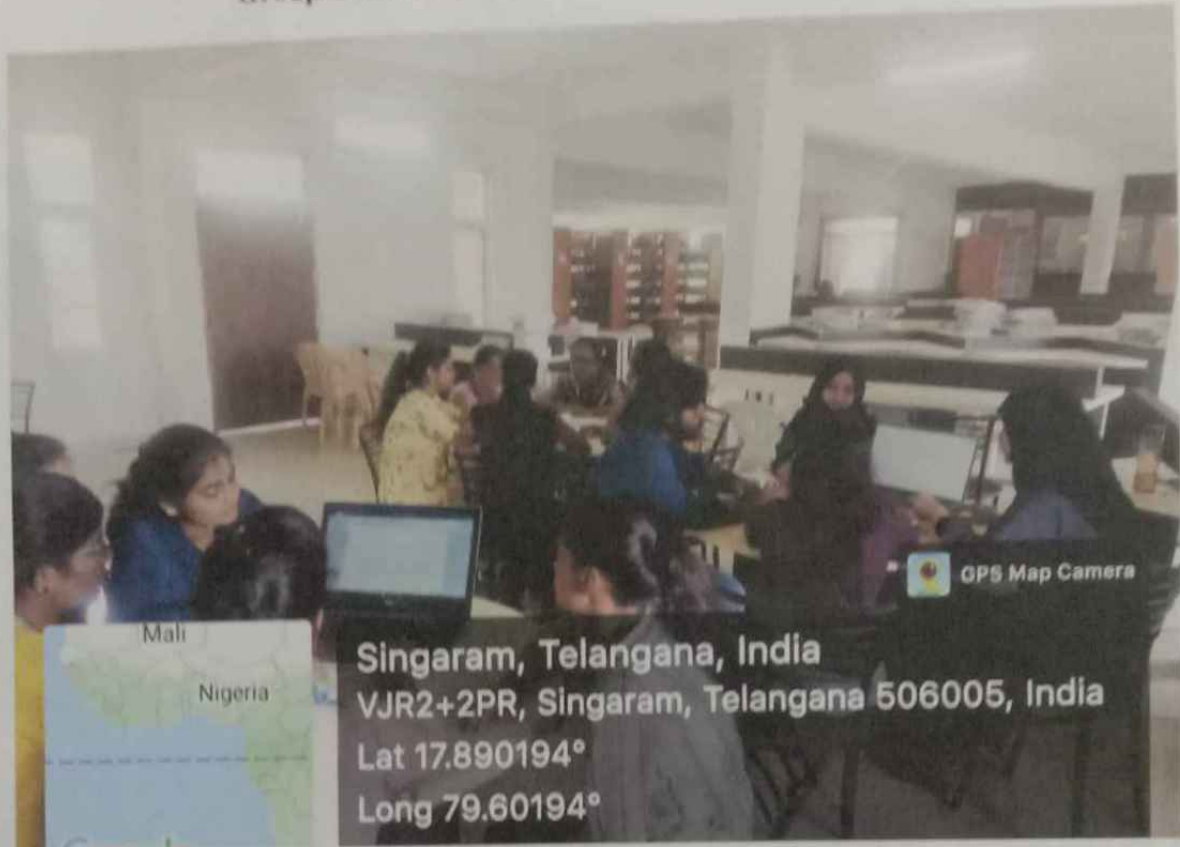 GPS Map Camera
Mali
Nigeria
Singaram, Telangana, India
VJR2+2PR, Singaram, Telangana 506005, India
Lat 17.890194°
Long 79.60194°